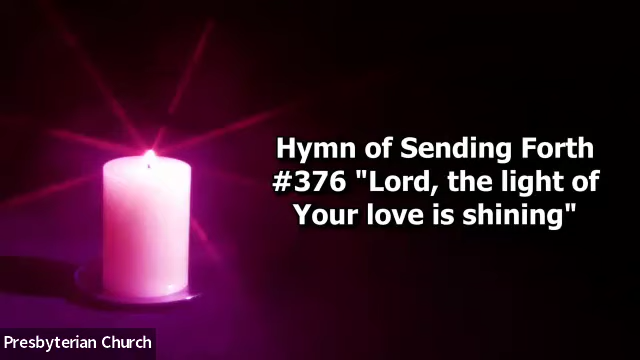 Hymn of Sending Forth
#376 "Lord, the light of
Your love is shining"
Presbyterian Church